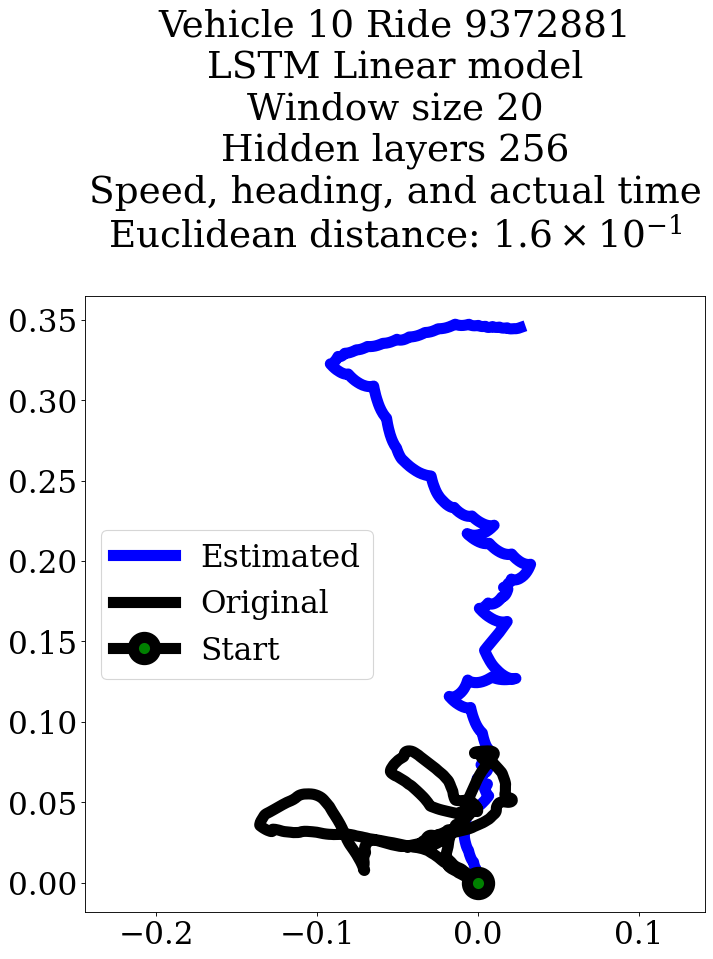 Vehicle 10 Ride 9372881
LSTM Linear model
Window size 20
Hidden layers 256
Speed, heading, and actual time
Euclidean distance: 1.6 × 10⁻¹
0.35
0.30
0.25
0.20
0.15
0.10
0.05
0.00
Estimated
Original
Start
−0.2
−0.1
0.0
0.1